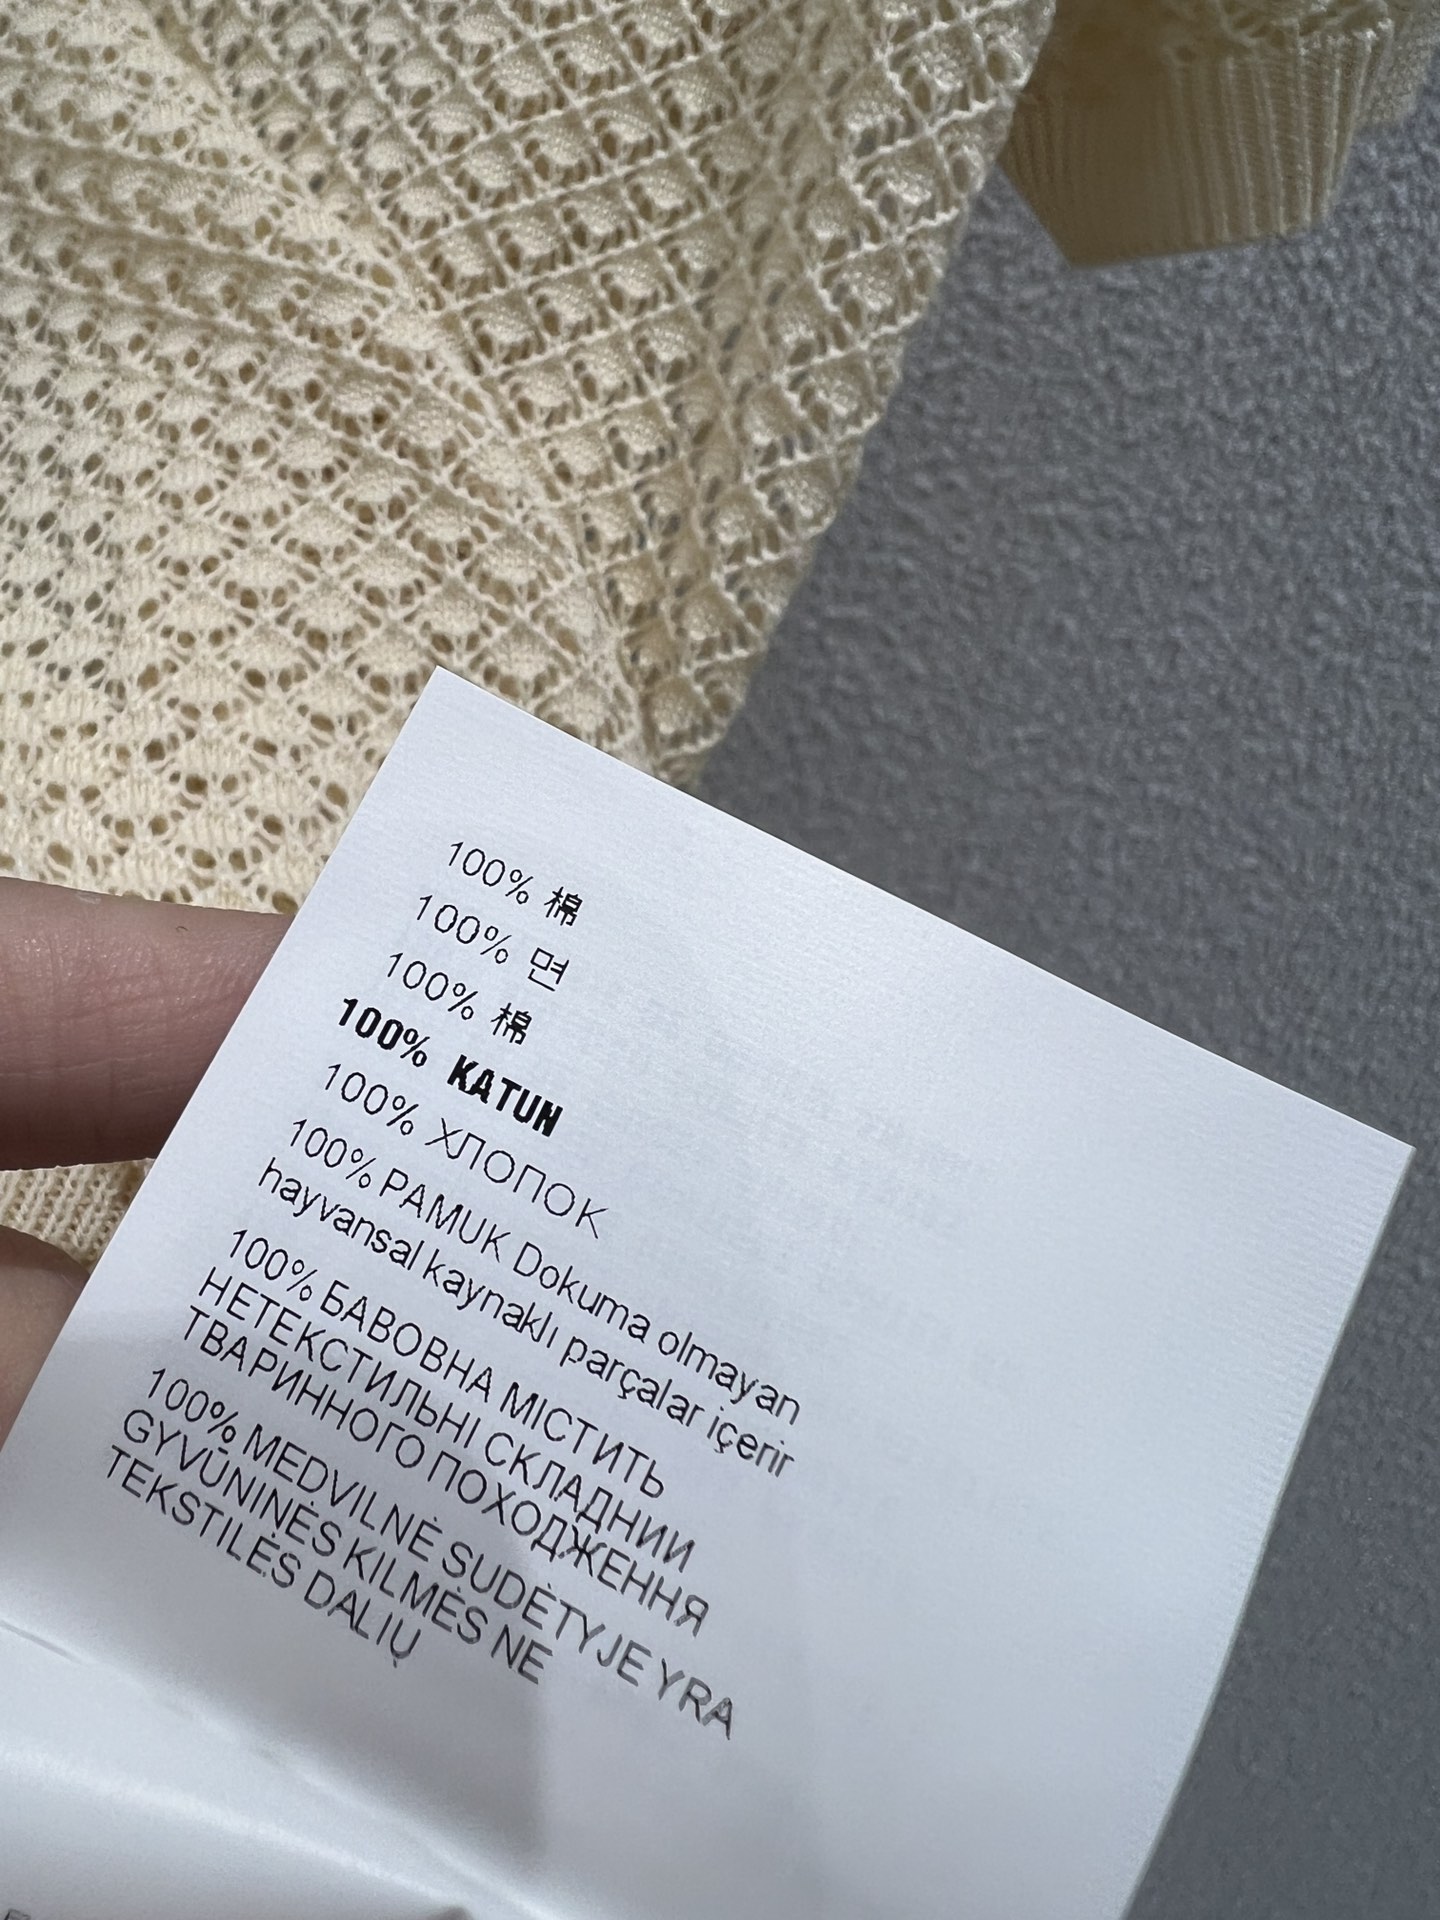 100% 棉
100% 면
100% 棉
100% KATUN
100% ХЛОПОК
100% PAMUK Dokuma olmayan
hayvansal kaynaklı parçalar içerir
100% БАВОВНА МІСТИТЬ
НЕТЕКСТИЛЬНІ СКЛАДНИИ
ТВАРИННОГО ПОХОДЖЕННЯ
100% MEDVILNĖ SUDĖTYJE YRA
GYVŪNINĖS KILMĖS NE
TEKSTILĖS DALIŲ